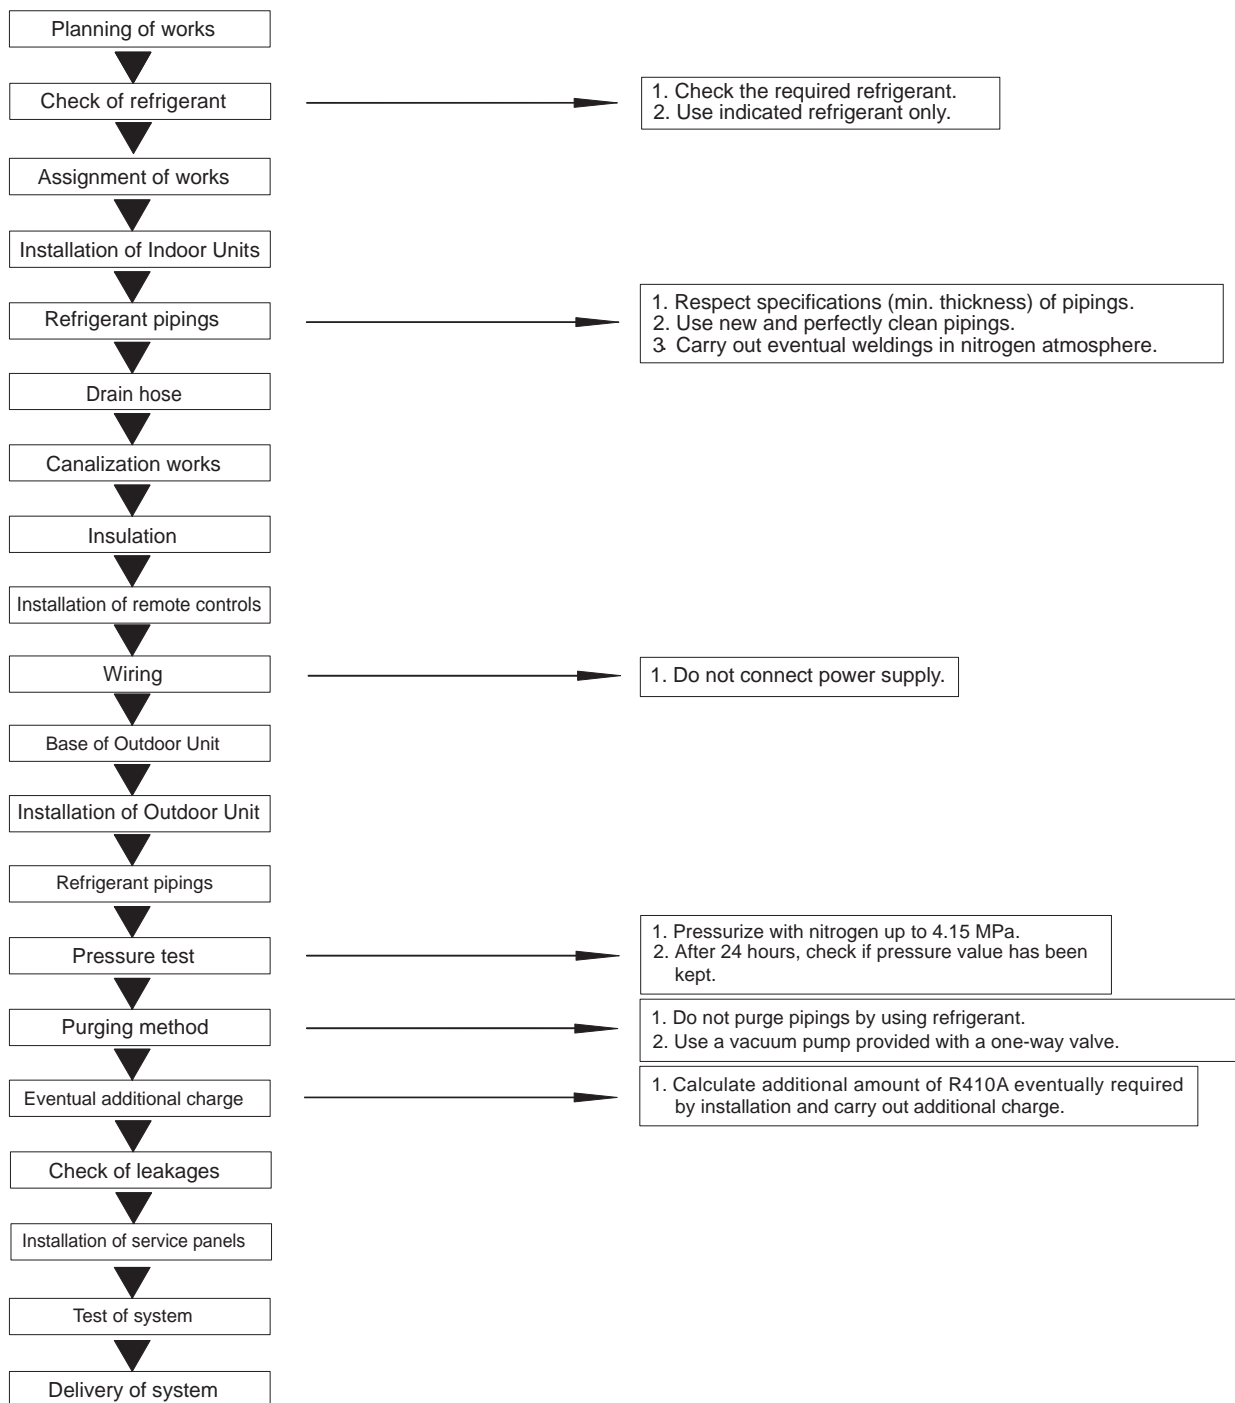 Planning of works
Check of refrigerant
1. Check the required refrigerant.
2. Use indicated refrigerant only.
Assignment of works
Installation of Indoor Units
Refrigerant pipings
1. Respect specifications (min. thickness) of pipings.
2. Use new and perfectly clean pipings.
3. Carry out eventual weldings in nitrogen atmosphere.
Drain hose
Canalization works
Insulation
Installation of remote controls
Wiring
1. Do not connect power supply.
Base of Outdoor Unit
Installation of Outdoor Unit
Refrigerant pipings
Pressure test
1. Pressurize with nitrogen up to 4.15 MPa.
2. After 24 hours, check if pressure value has been
kept.
Purging method
1. Do not purge pipings by using refrigerant.
2. Use a vacuum pump provided with a one-way valve.
Eventual additional charge
1. Calculate additional amount of R410A eventually required
by installation and carry out additional charge.
Check of leakages
Installation of service panels
Test of system
Delivery of system